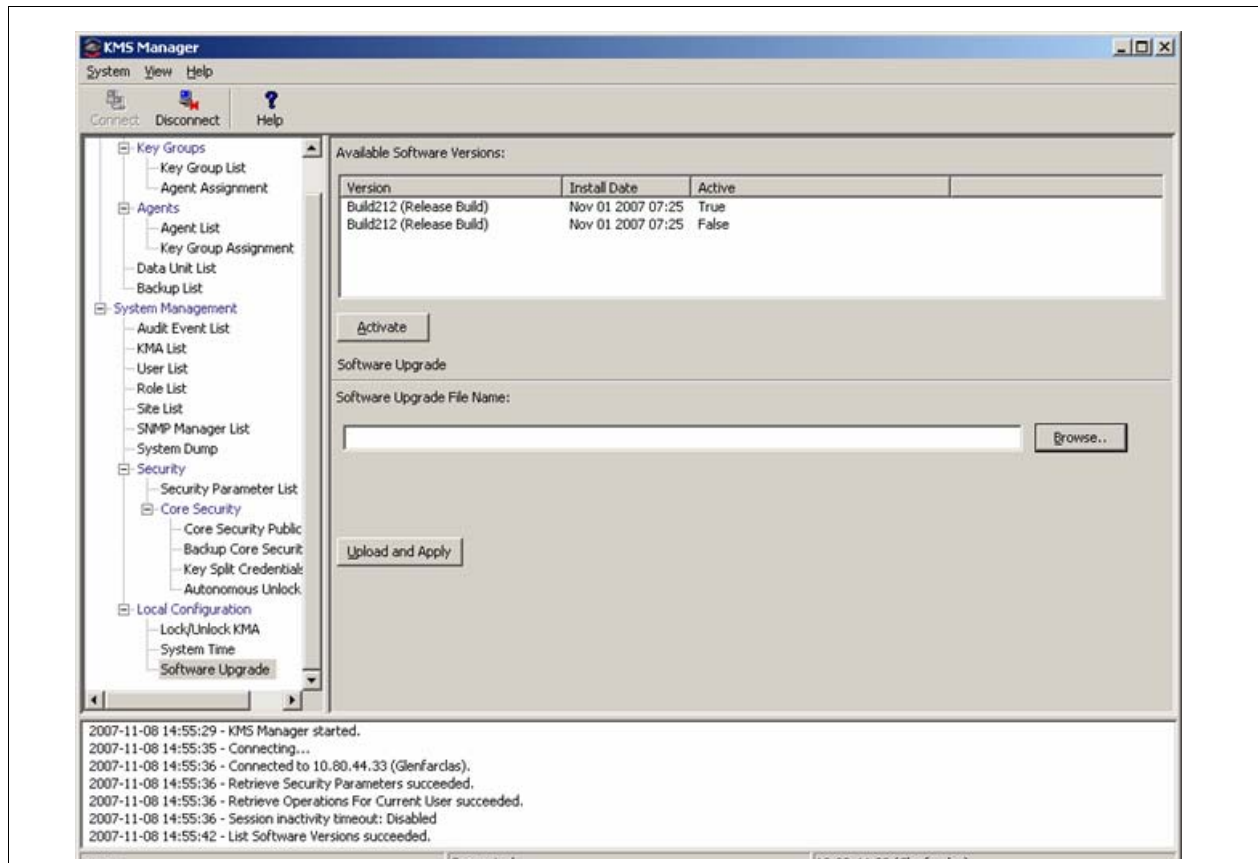 KMS Manager
System View Help
Connect Disconnect Help
Key Groups
Key Group List
Agent Assignment
Agents
Agent List
Key Group Assignment
Data Unit List
Backup List
System Management
Audit Event List
KMA List
User List
Role List
Site List
SNMP Manager List
System Dump
Security
Security Parameter List
Core Security
Core Security Public
Backup Core Securit
Key Split Credentials
Autonomous Unlock
Local Configuration
Lock/Unlock KMA
System Time
Software Upgrade
Available Software Versions:
Version Install Date Active
Build212 (Release Build) Nov 01 2007 07:25 True
Build212 (Release Build) Nov 01 2007 07:25 False
Activate
Software Upgrade
Software Upgrade File Name:
Browse..
Upload and Apply
2007-11-08 14:55:29 - KMS Manager started.
2007-11-08 14:55:35 - Connecting...
2007-11-08 14:55:36 - Connected to 10.80.44.33 (Glenfarclas).
2007-11-08 14:55:36 - Retrieve Security Parameters succeeded.
2007-11-08 14:55:36 - Retrieve Operations For Current User succeeded.
2007-11-08 14:55:36 - Session inactivity timeout: Disabled
2007-11-08 14:55:42 - List Software Versions succeeded.